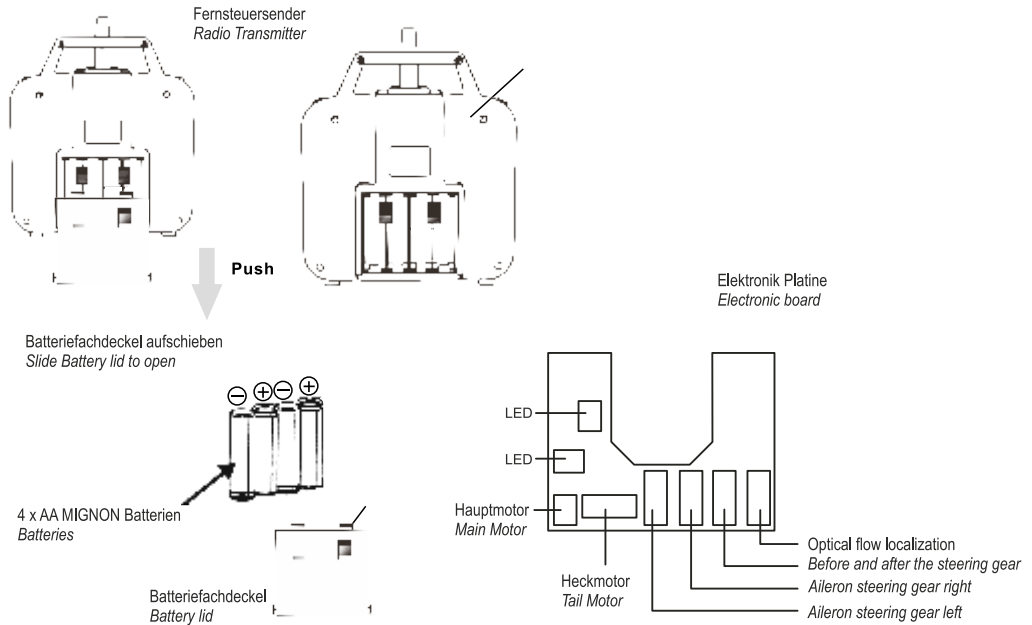 Fernsteuersender
Radio Transmitter
Push
Batteriefachdeckel aufschieben
Slide Battery lid to open
4 x AA MIGNON Batterien
Batteries
Batteriefachdeckel
Battery lid
Elektronik Platine
Electronic board
LED
LED
Hauptmotor
Main Motor
Heckmotor
Tail Motor
Optical flow localization
Before and after the steering gear
Aileron steering gear right
Aileron steering gear left